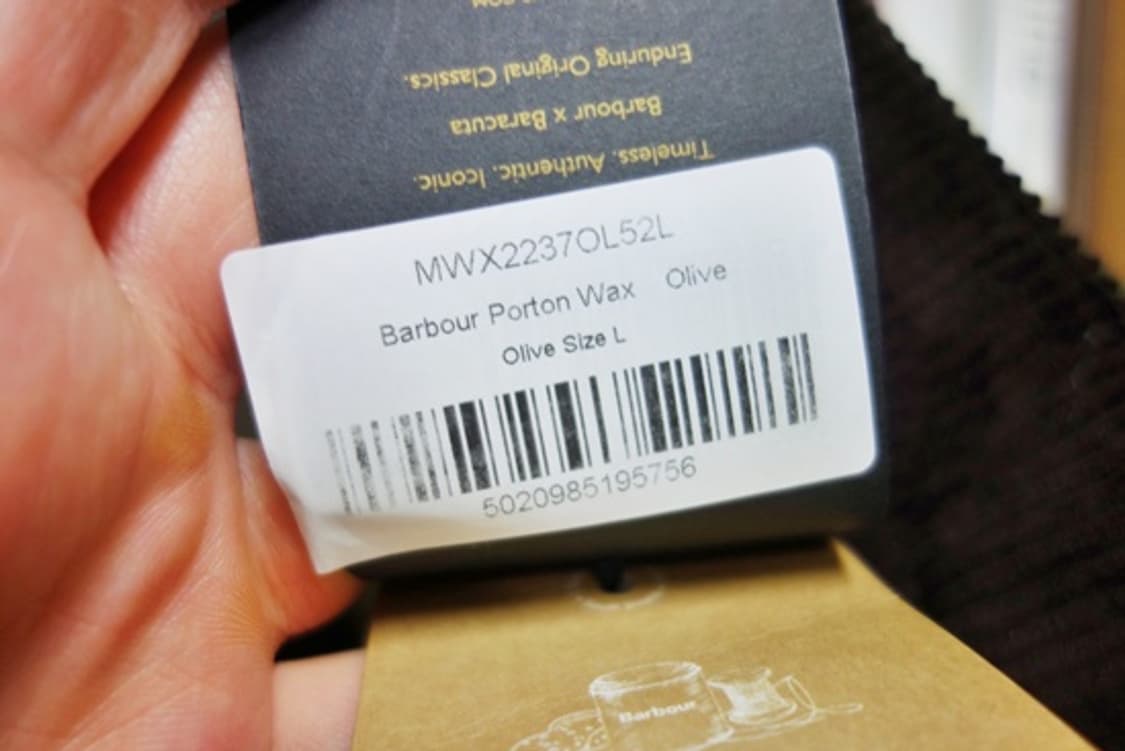 Timeless. Authentic. Iconic.
Barbour x Baracuta
Enduring Original Classics.
MWX2237OL52L
Barbour Porton Wax Olive
Olive Size L
5020985195756
Barbour